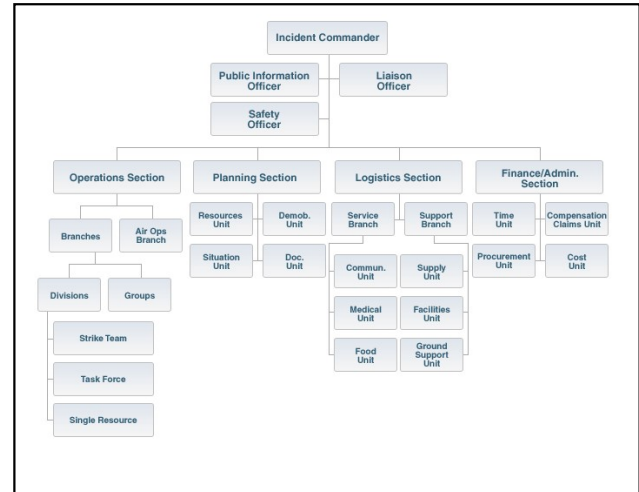 Incident Commander
Public Information
Officer
Liaison
Officer
Safety
Officer
Operations Section
Planning Section
Logistics Section
Finance/Admin.
Section
Branches
Air Ops
Branch
Divisions
Groups
Strike Team
Task Force
Single Resource
Resources
Unit
Demob.
Unit
Situation
Unit
Doc.
Unit
Service
Branch
Support
Branch
Commun.
Unit
Supply
Unit
Medical
Unit
Facilities
Unit
Food
Unit
Ground
Support
Unit
Time
Unit
Compensation
Claims Unit
Procurement
Unit
Cost
Unit